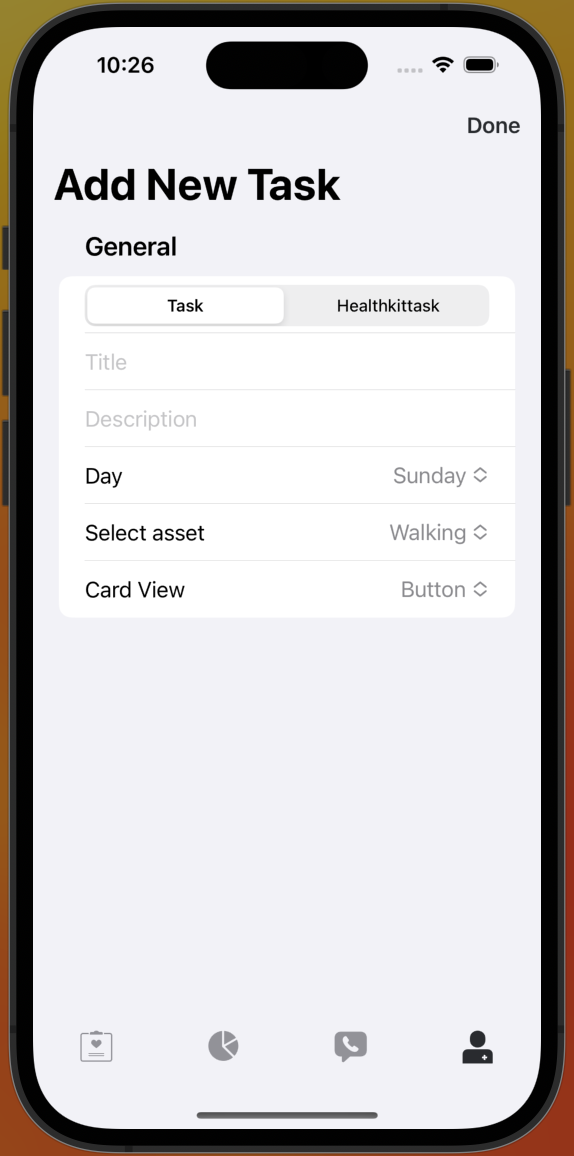 10:26
Done
Add New Task
General
Task Healthkittask
Title
Description
Day Sunday
Select asset Walking
Card View Button